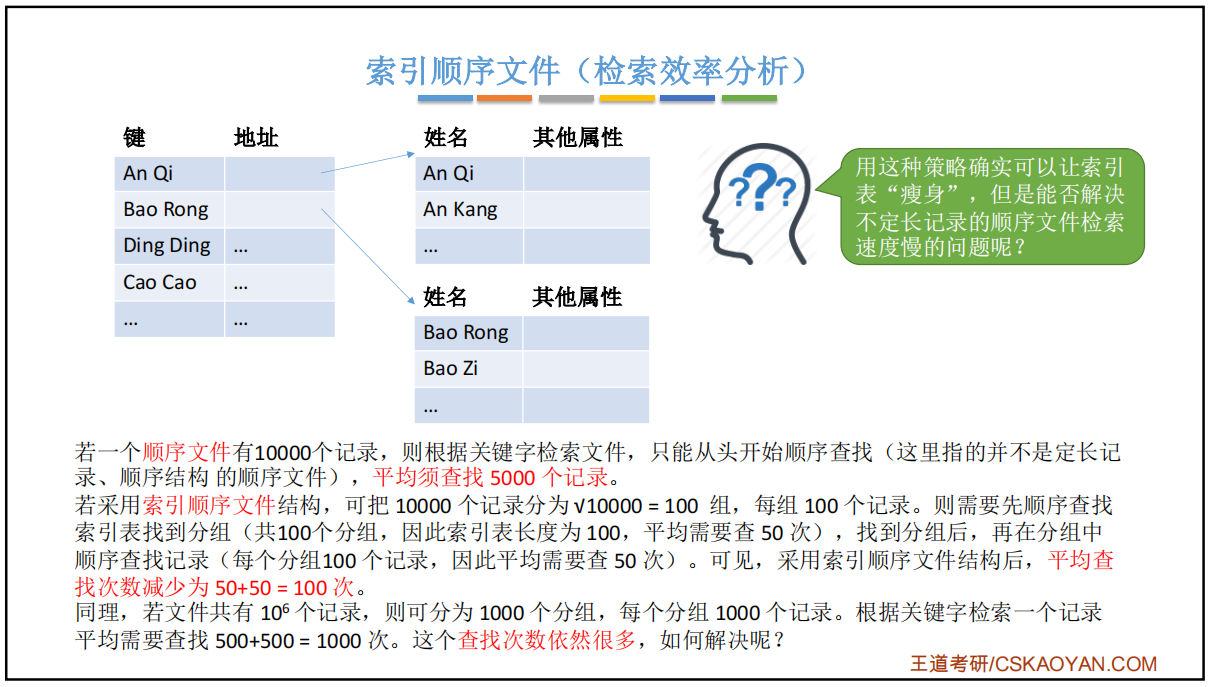 索引顺序文件（检索效率分析）
键 地址
An Qi
Bao Rong
Ding Ding ...
Cao Cao ...
... ...
姓名 其他属性
An Qi
An Kang
...
姓名 其他属性
Bao Rong
Bao Zi
...
???
用这种策略确实可以让索引
表“瘦身”，但是能否解决
不定长记录的顺序文件检索
速度慢的问题呢？
若一个顺序文件有10000个记录，则根据关键字检索文件，只能从头开始顺序查找（这里指的并不是定长记
录、顺序结构 的顺序文件），平均须查找 5000 个记录。
若采用索引顺序文件结构，可把 10000 个记录分为 √10000 = 100 组，每组 100 个记录。则需要先顺序查找
索引表找到分组（共100个分组，因此索引表长度为 100，平均需要查 50 次），找到分组后，再在分组中
顺序查找记录（每个分组100 个记录，因此平均需要查 50 次）。可见，采用索引顺序文件结构后，平均查
找次数减少为 50+50 = 100 次。
同理，若文件共有 10⁶ 个记录，则可分为 1000 个分组，每个分组 1000 个记录。根据关键字检索一个记录
平均需要查找 500+500 = 1000 次。这个查找次数依然很多，如何解决呢？
王道考研/CSKAOYAN.COM